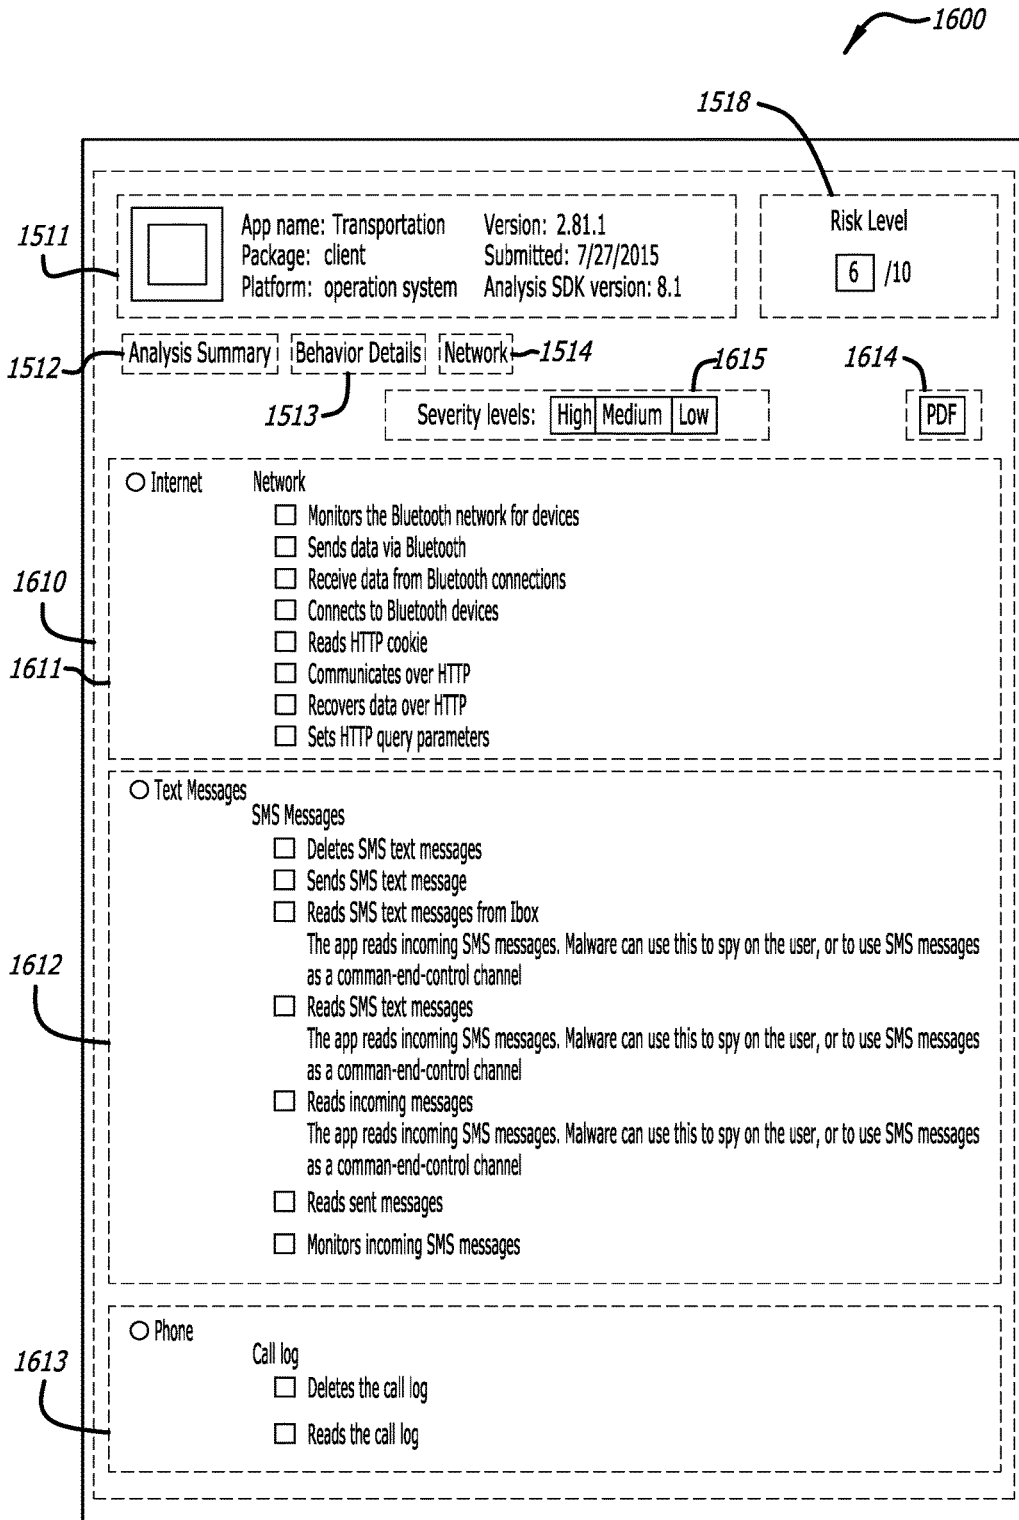 1600
1518
1511
App name: Transportation Version: 2.81.1
Package: client Submitted: 7/27/2015
Platform: operation system Analysis SDK version: 8.1
Risk Level
6 /10
1512
Analysis Summary Behavior Details Network
1514
1513
1615
1614
Severity levels: High Medium Low
PDF
1610
1611
Internet Network
Monitors the Bluetooth network for devices
Sends data via Bluetooth
Receive data from Bluetooth connections
Connects to Bluetooth devices
Reads HTTP cookie
Communicates over HTTP
Recovers data over HTTP
Sets HTTP query parameters
1612
Text Messages
SMS Messages
Deletes SMS text messages
Sends SMS text message
Reads SMS text messages from Ibox
The app reads incoming SMS messages. Malware can use this to spy on the user, or to use SMS messages
as a comman-end-control channel
Reads SMS text messages
The app reads incoming SMS messages. Malware can use this to spy on the user, or to use SMS messages
as a comman-end-control channel
Reads incoming messages
The app reads incoming SMS messages. Malware can use this to spy on the user, or to use SMS messages
as a comman-end-control channel
Reads sent messages
Monitors incoming SMS messages
1613
Phone
Call log
Deletes the call log
Reads the call log